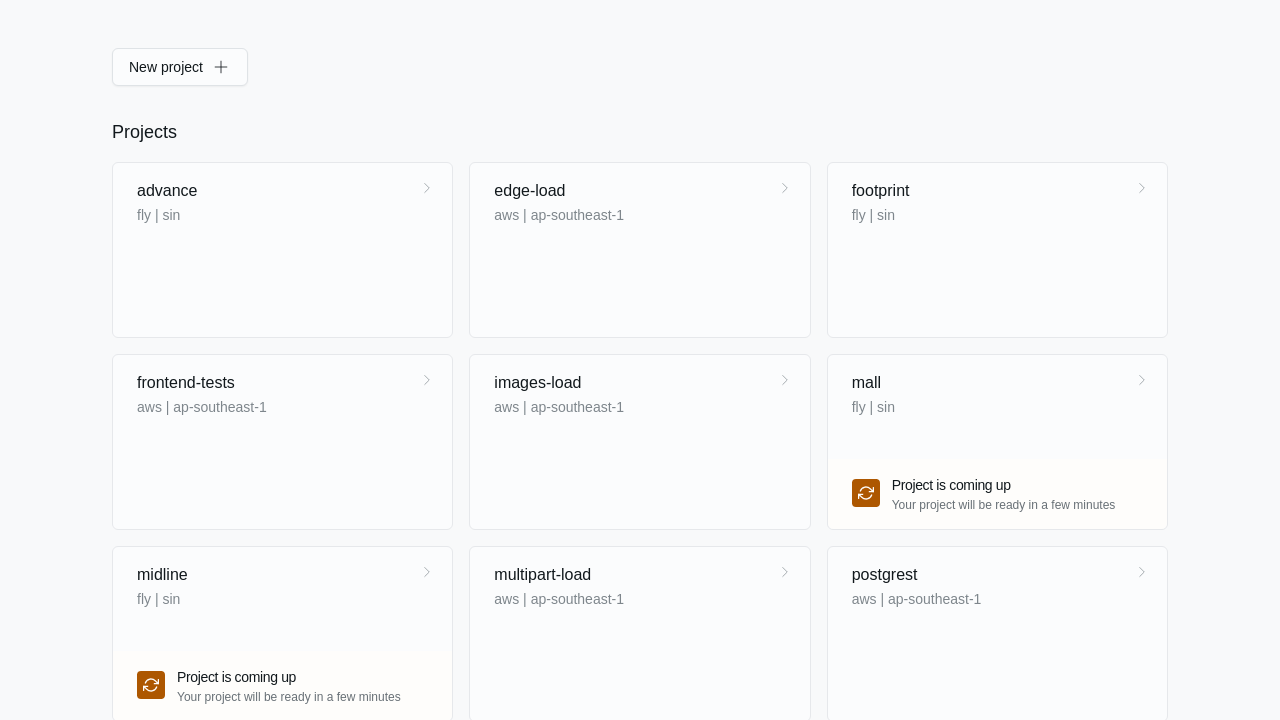 New project
Projects
advance
fly | sin
edge-load
aws | ap-southeast-1
footprint
fly | sin
frontend-tests
aws | ap-southeast-1
images-load
aws | ap-southeast-1
mall
fly | sin
Project is coming up
Your project will be ready in a few minutes
midline
fly | sin
Project is coming up
Your project will be ready in a few minutes
multipart-load
aws | ap-southeast-1
postgrest
aws | ap-southeast-1